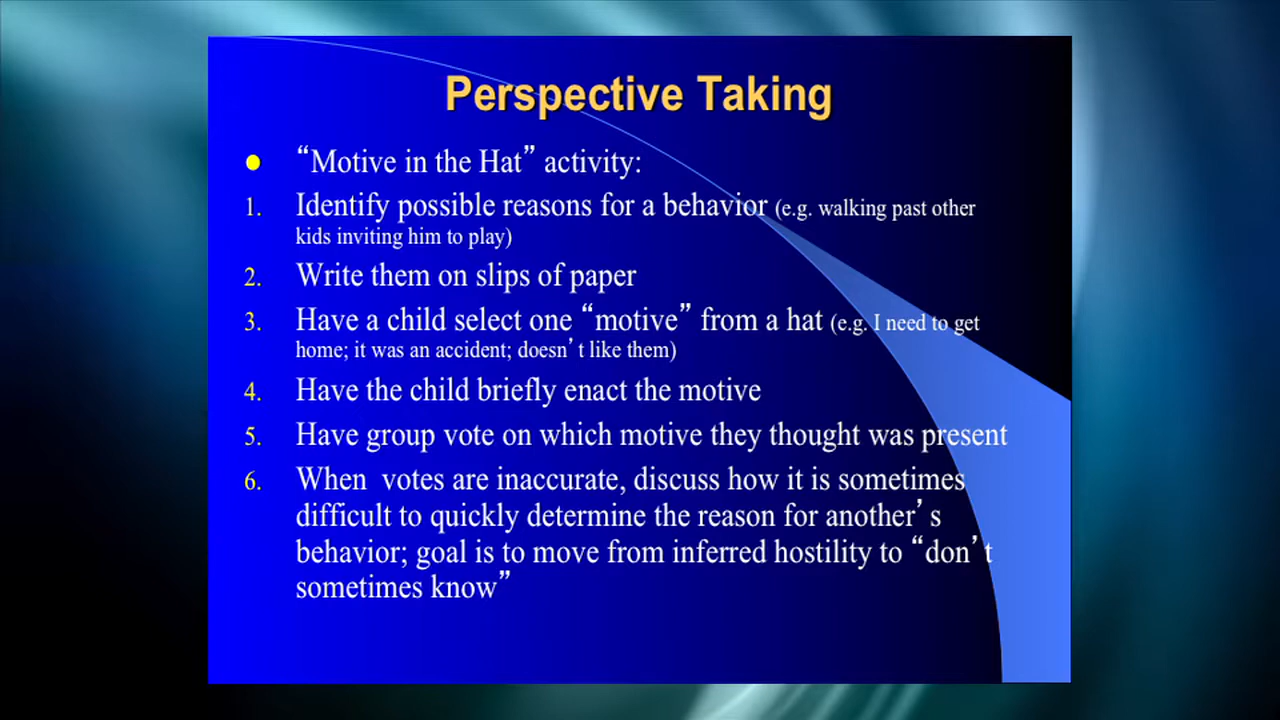 Perspective Taking
“Motive in the Hat” activity:
1. Identify possible reasons for a behavior (e.g. walking past other
kids inviting him to play)
2. Write them on slips of paper
3. Have a child select one “motive” from a hat (e.g. I need to get
home; it was an accident; doesn’t like them)
4. Have the child briefly enact the motive
5. Have group vote on which motive they thought was present
6. When votes are inaccurate, discuss how it is sometimes
difficult to quickly determine the reason for another’s
behavior; goal is to move from inferred hostility to “don’t
sometimes know”